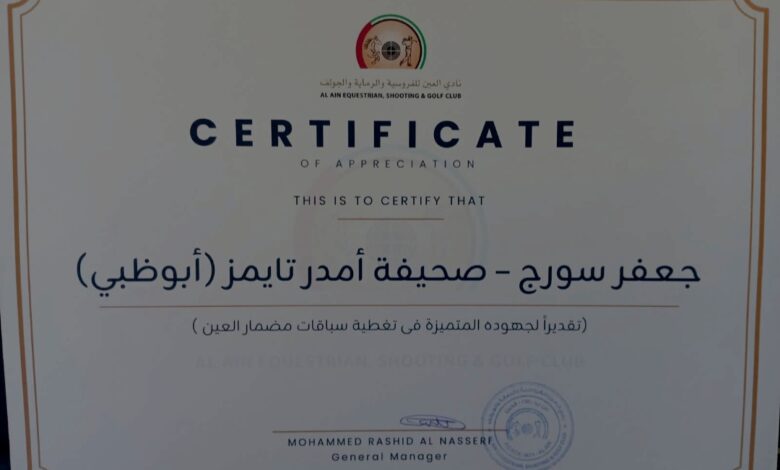 نادي العين للفروسية والرماية والجولف
AL AIN EQUESTRIAN, SHOOTING & GOLF CLUB
CERTIFICATE
OF APPRECIATION
THIS IS TO CERTIFY THAT
جعفر سورج - صحيفة أمدر تايمز (أبوظبي)
(تقديراً لجهوده المتميزة في تغطية سباقات مضمار العين )
AL AIN EQUESTRIAN, SHOOTING & GOLF CLUB
MOHAMMED RASHID AL NASSERI
General Manager